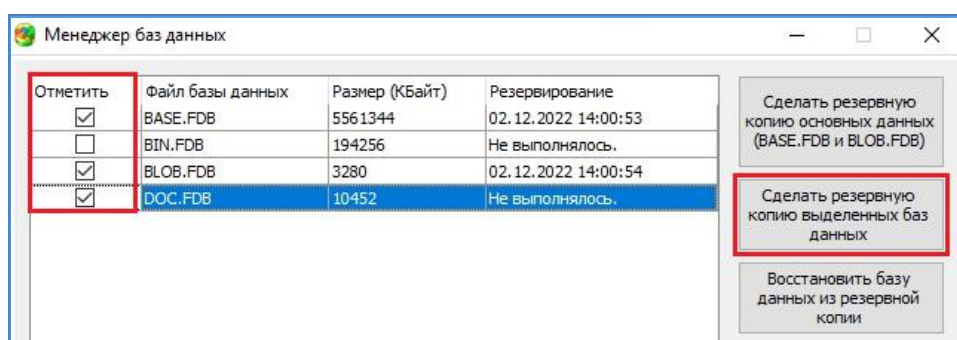 Менеджер баз данных
Отметить Файл базы данных Размер (КБайт) Резервирование
BASE.FDB 5561344 02.12.2022 14:00:53
BIN.FDB 194256 Не выполнялось.
BLOB.FDB 3280 02.12.2022 14:00:54
DOC.FDB 10452 Не выполнялось.
Сделать резервную
копию основных данных
(BASE.FDB и BLOB.FDB)
Сделать резервную
копию выделенных баз
данных
Восстановить базу
данных из резервной
копии